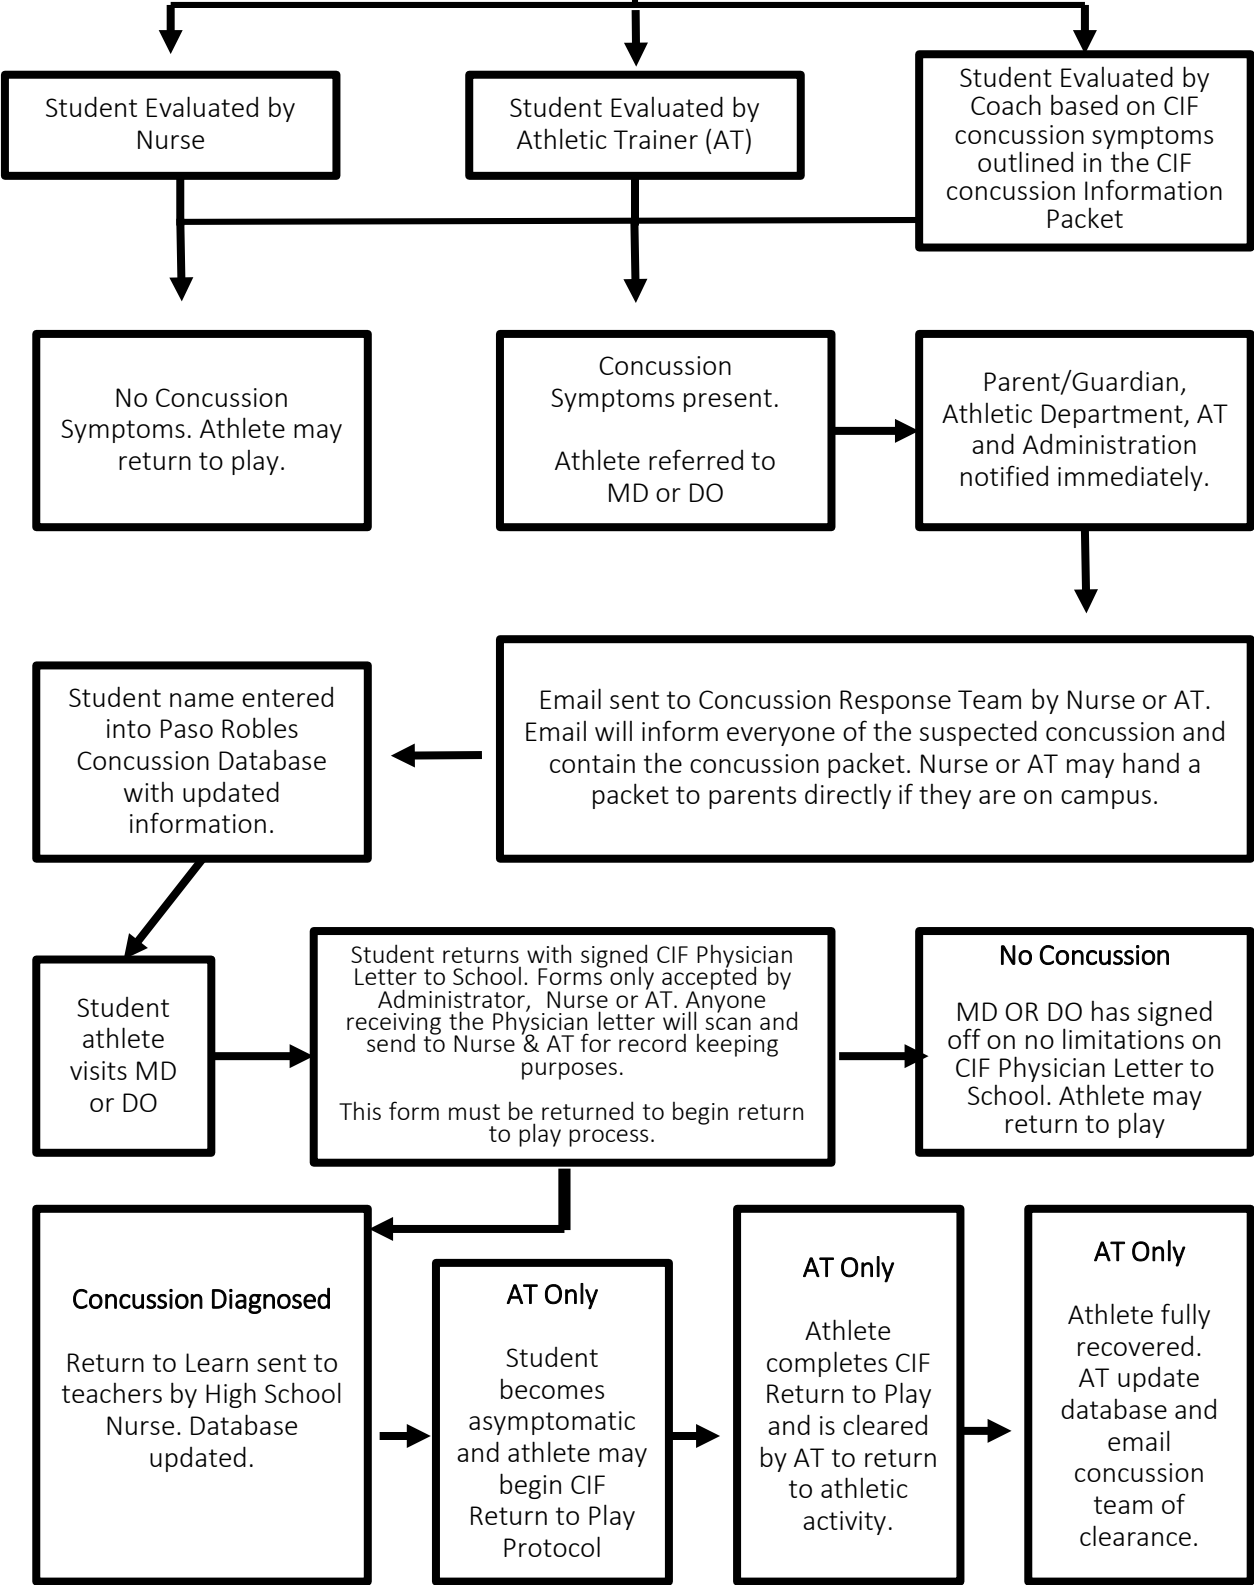 Student Evaluated by
Nurse
Student Evaluated by
Athletic Trainer (AT)
Student Evaluated by
Coach based on CIF
concussion symptoms
outlined in the CIF
concussion Information
Packet
No Concussion
Symptoms. Athlete may
return to play.
Concussion
Symptoms present.
Athlete referred to
MD or DO
Parent/Guardian,
Athletic Department, AT
and Administration
notified immediately.
Email sent to Concussion Response Team by Nurse or AT.
Email will inform everyone of the suspected concussion and
contain the concussion packet. Nurse or AT may hand a
packet to parents directly if they are on campus.
Student name entered
into Paso Robles
Concussion Database
with updated
information.
Student
athlete
visits MD
or DO
Student returns with signed CIF Physician
Letter to School. Forms only accepted by
Administrator, Nurse or AT. Anyone
receiving the Physician letter will scan and
send to Nurse & AT for record keeping
purposes.
This form must be returned to begin return
to play process.
No Concussion
MD OR DO has signed
off on no limitations on
CIF Physician Letter to
School. Athlete may
return to play
Concussion Diagnosed
Return to Learn sent to
teachers by High School
Nurse. Database
updated.
AT Only
Student
becomes
asymptomatic
and athlete may
begin CIF
Return to Play
Protocol
AT Only
Athlete
completes CIF
Return to Play
and is cleared
by AT to return
to athletic
activity.
AT Only
Athlete fully
recovered.
AT update
database and
email
concussion
team of
clearance.